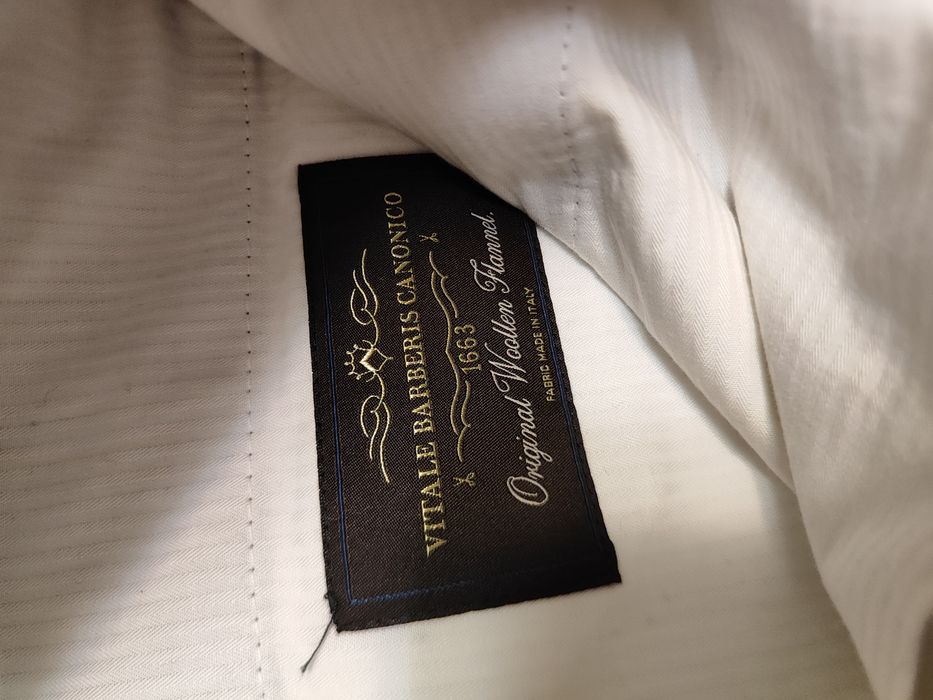 VITALE BARBERIS CANONICO
1663
Original Woollen Flannel.
FABRIC MADE IN ITALY